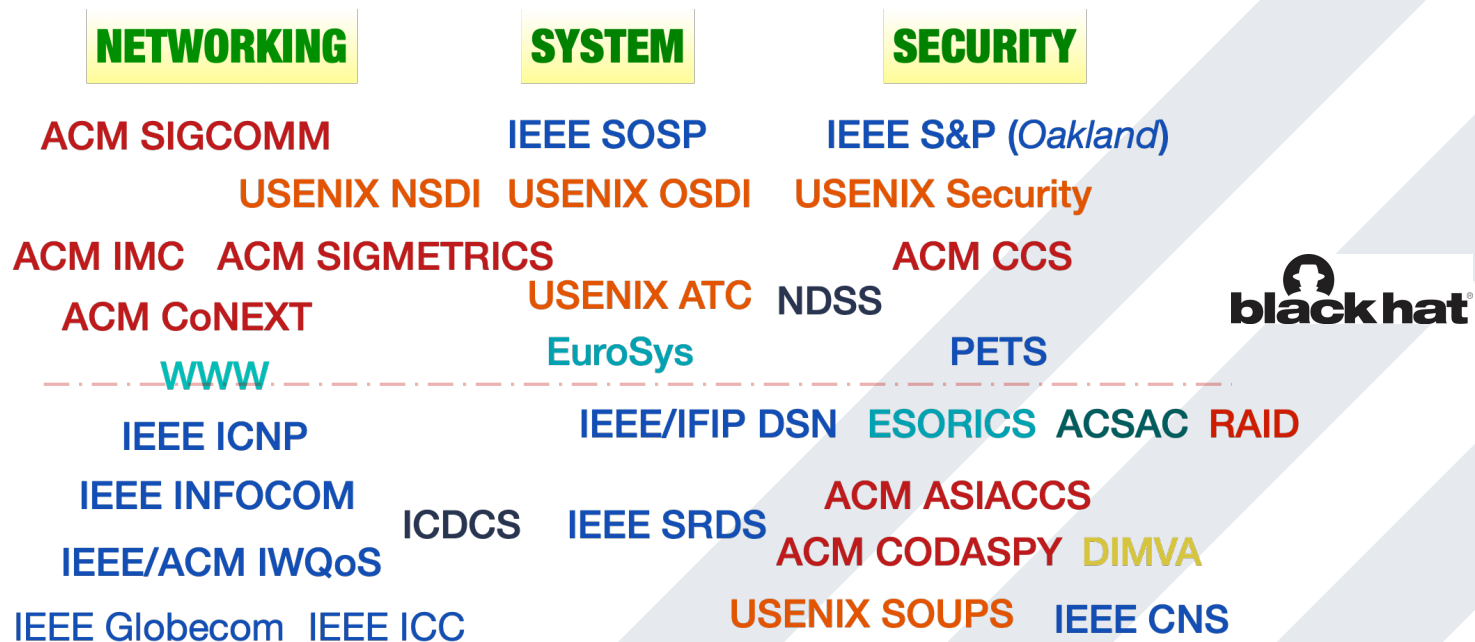 NETWORKING SYSTEM SECURITY
ACM SIGCOMM IEEE SOSP IEEE S&P (Oakland)
USENIX NSDI USENIX OSDI USENIX Security
ACM IMC ACM SIGMETRICS ACM CCS
USENIX ATC NDSS
ACM CoNEXT
black hat®
EuroSys PETS
WWW
IEEE/IFIP DSN ESORICS ACSAC RAID
IEEE ICNP
IEEE INFOCOM ACM ASIACCS
ICDCS IEEE SRDS
ACM CODASPY DIMVA
IEEE/ACM IWQoS
USENIX SOUPS IEEE CNS
IEEE Globecom IEEE ICC